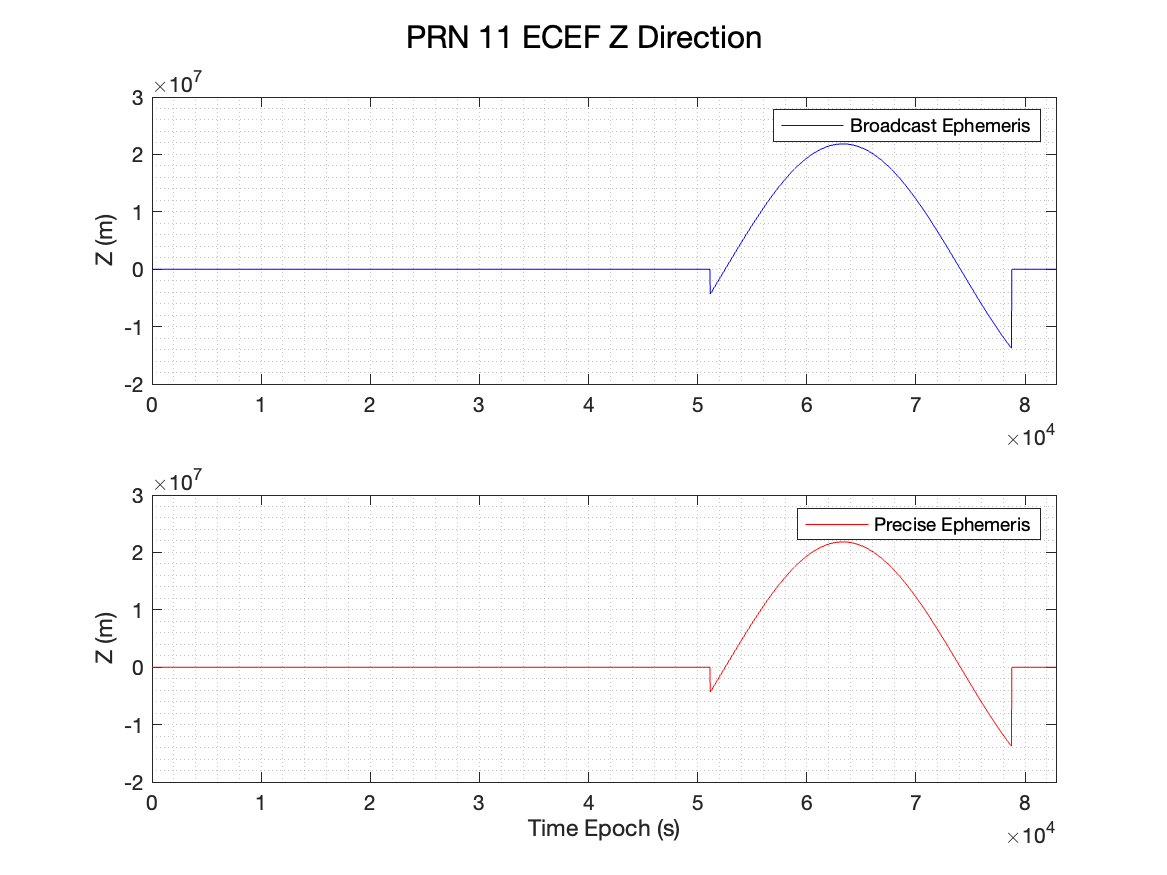 PRN 11 ECEF Z Direction
×10^7
3
2
1
0
-1
-2
Z (m)
Broadcast Ephemeris
0 1 2 3 4 5 6 7 8
×10^4
×10^7
3
2
1
0
-1
-2
Z (m)
Precise Ephemeris
0 1 2 3 4 5 6 7 8
Time Epoch (s)
×10^4